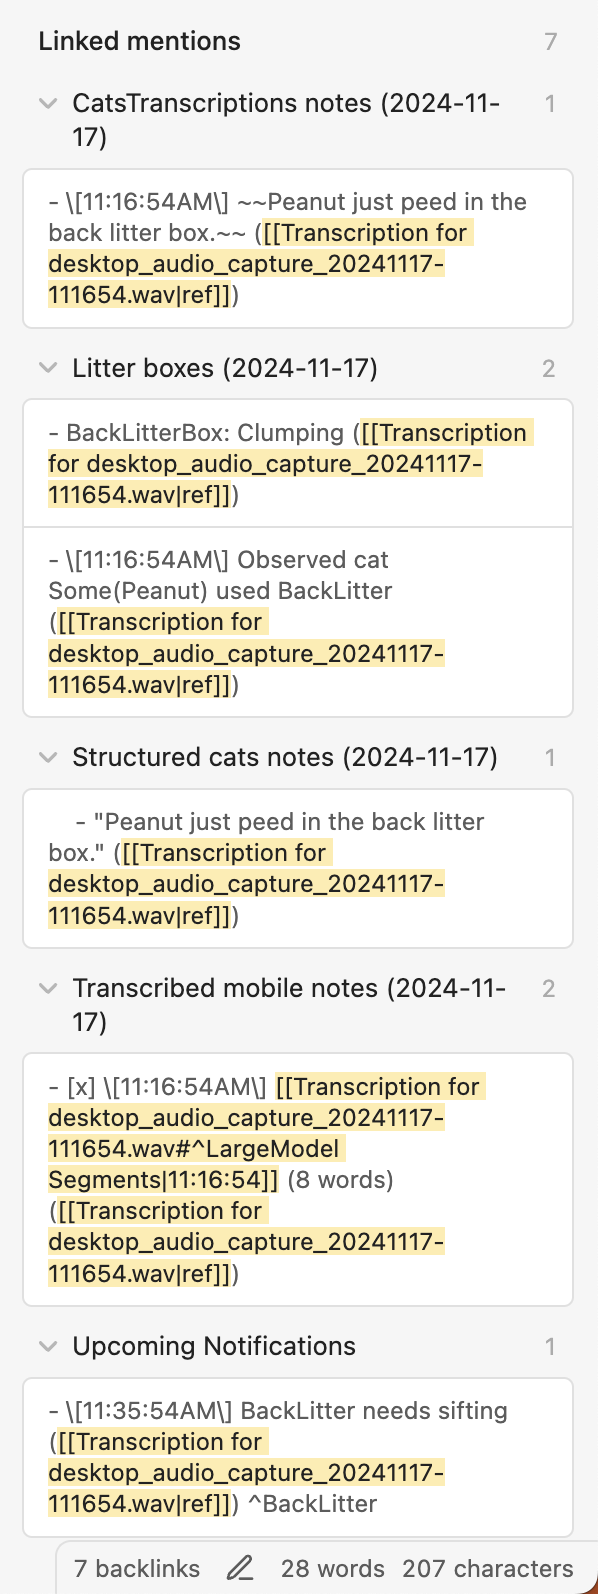 Linked mentions 7
CatsTranscriptions notes (2024-11- 1
17)
- \[11:16:54AM\] ~~Peanut just peed in the
back litter box.~~ ([[Transcription for
desktop_audio_capture_20241117-
111654.wav|ref]])
Litter boxes (2024-11-17) 2
- BackLitterBox: Clumping ([[Transcription
for desktop_audio_capture_20241117-
111654.wav|ref]])
- \[11:16:54AM\] Observed cat
Some(Peanut) used BackLitter
([[Transcription for
desktop_audio_capture_20241117-
111654.wav|ref]])
Structured cats notes (2024-11-17) 1
- "Peanut just peed in the back litter
box." ([[Transcription for
desktop_audio_capture_20241117-
111654.wav|ref]])
Transcribed mobile notes (2024-11- 2
17)
- [x] \[11:16:54AM\] [[Transcription for
desktop_audio_capture_20241117-
111654.wav#^LargeModel
Segments|11:16:54]] (8 words)
([[Transcription for
desktop_audio_capture_20241117-
111654.wav|ref]])
Upcoming Notifications 1
- \[11:35:54AM\] BackLitter needs sifting
([[Transcription for
desktop_audio_capture_20241117-
111654.wav|ref]]) ^BackLitter
7 backlinks 28 words 207 characters